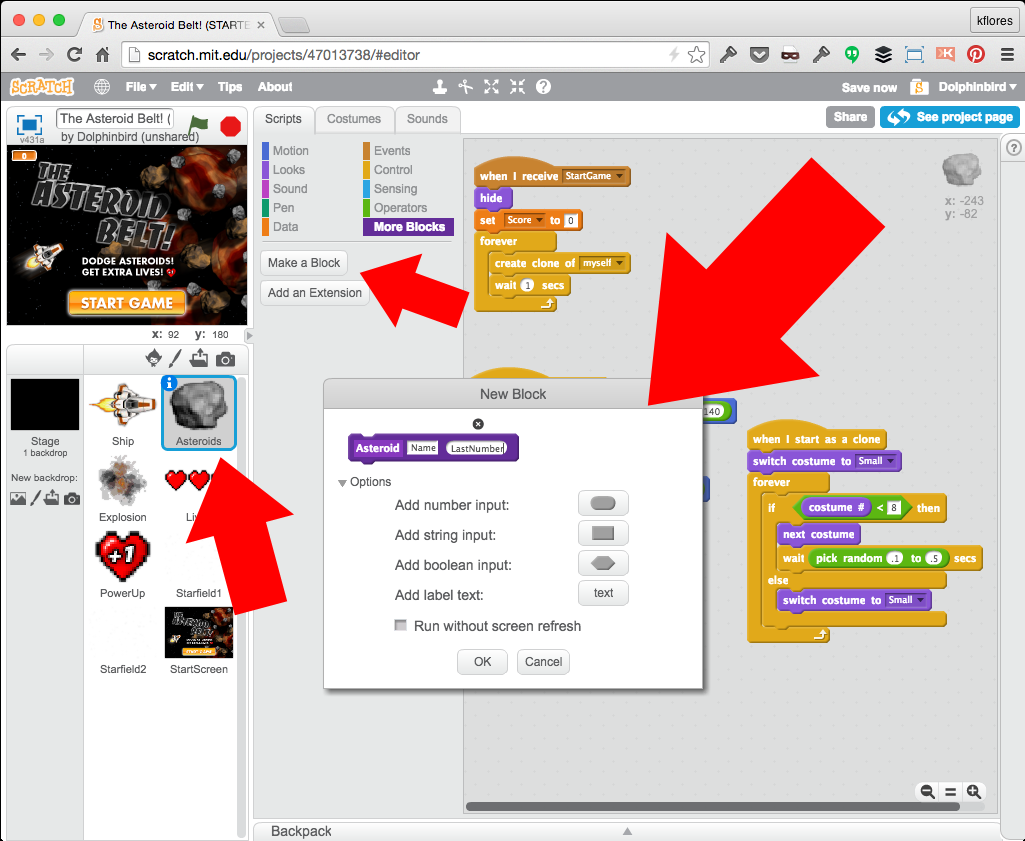 The Asteroid Belt! (STARTE
kflores
scratch.mit.edu/projects/47013738/#editor
SCRATCH
File Edit Tips About
Save now
Dolphinbird
v431a
The Asteroid Belt! (
by Dolphinbird (unshared)
Scripts Costumes Sounds
Share
See project page
0
THE
ASTEROID
BELT!
DODGE ASTEROIDS!
GET EXTRA LIVES!
START GAME
x: 92 y: 180
Motion
Looks
Sound
Pen
Data
Events
Control
Sensing
Operators
More Blocks
Make a Block
Add an Extension
when I receive StartGame
hide
set Score to 0
forever
create clone of myself
wait 1 secs
x: -243
y: -82
Stage
1 backdrop
New backdrop:
Ship
Asteroids
Explosion
Li
+1
PowerUp
Starfield1
Starfield2
THE
ASTEROID
BELT!
START GAME
StartScreen
New Block
Asteroid Name LastNumber
Options
Add number input:
Add string input:
Add boolean input:
Add label text: text
Run without screen refresh
OK Cancel
140
when I start as a clone
switch costume to Small
forever
if costume # < 8 then
next costume
wait pick random .1 to .5 secs
else
switch costume to Small
Backpack